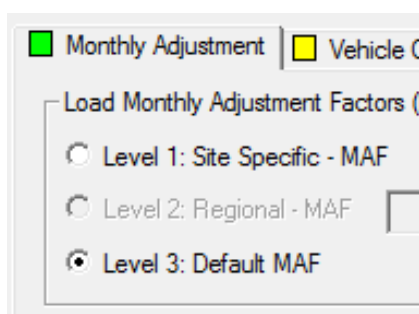 Monthly Adjustment Vehicle
Load Monthly Adjustment Factors (
Level 1: Site Specific - MAF
Level 2: Regional - MAF
Level 3: Default MAF